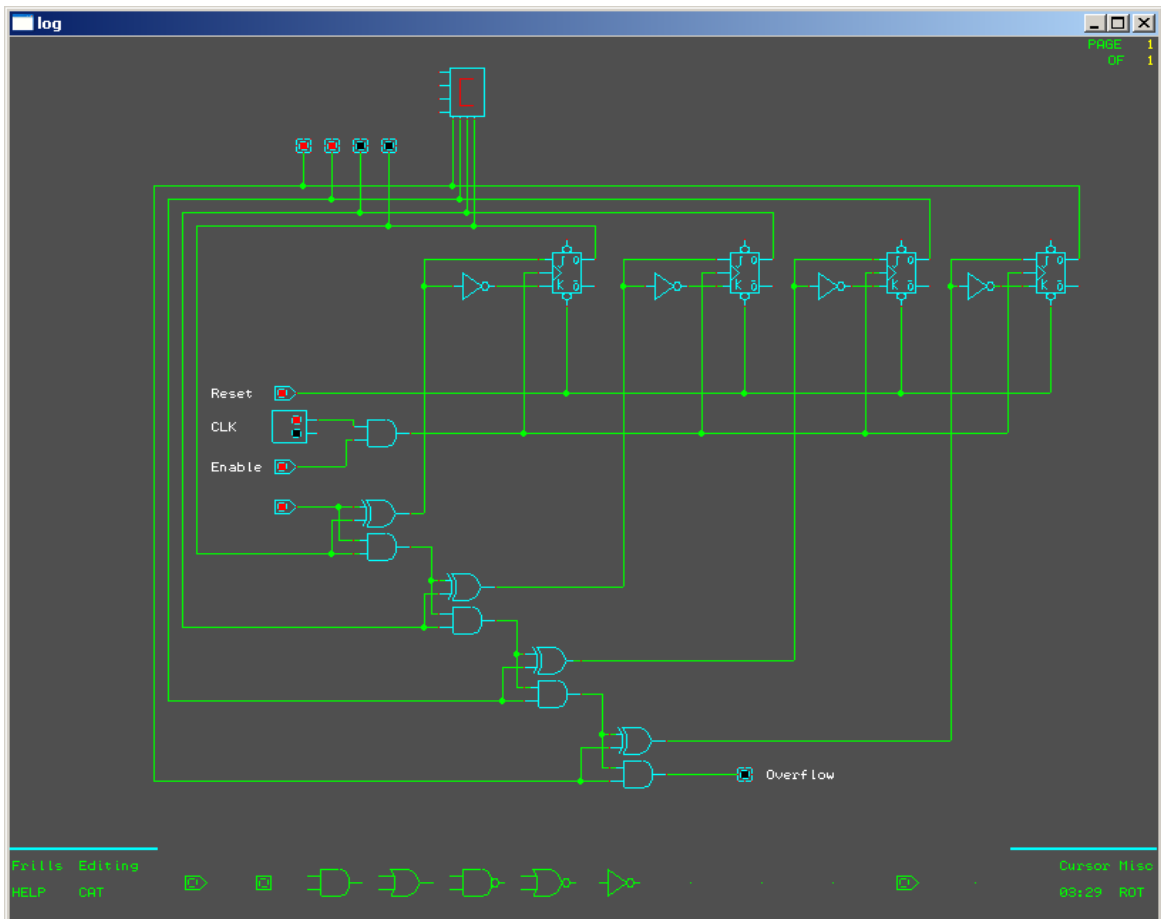 log
PAGE 1
OF 1
C
J Q J Q J Q J Q
K Q̄ K Q̄ K Q̄ K Q̄
Reset
CLK
Enable
Overflow
Frills Editing Cursor Misc
HELP CAT 03:29 ROT